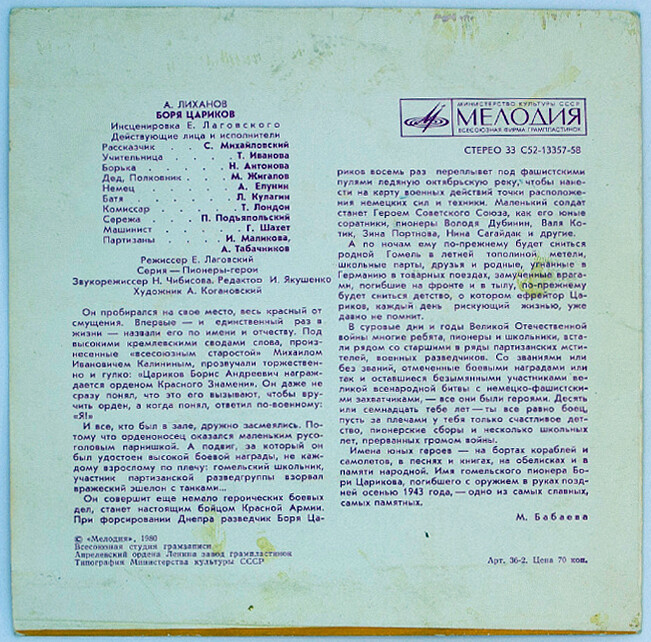 А. ЛИХАНОВ
БОРЯ ЦАРИКОВ
Инсценировка Е. Лаговского
Действующие лица и исполнители
Рассказчик . . . С. Михайловский
Учительница . . . Т. Иванова
Борька . . . Н. Антонова
Дед, Полковник . . . М. Жигалов
Немец . . . А. Елунин
Батя . . . Л. Кулагин
Комиссар . . . Т. Лондон
Сережа . . . П. Подъяпольский
Машинист . . . Г. Шахет
Партизаны . . . И. Маликова,
А. Табачников
Режиссер Е. Лаговский
Серия — Пионеры-герои
Звукорежиссер Н. Чибисова. Редактор И. Якушенко
Художник А. Когановский
Он пробирался на свое место, весь красный от
смущения. Впервые — и единственный раз в
жизни — назвали его по имени и отчеству. Под
высокими кремлевскими сводами слова, произ-
несенные «всесоюзным старостой» Михаилом
Ивановичем Калининым, прозвучали торжествен-
но и гулко: «Цариков Борис Андреевич награж-
дается орденом Красного Знамени». Он даже не
сразу понял, что это его вызывают, чтобы вру-
чить орден, а когда понял, ответил по-военному:
«Я!»
И все, кто был в зале, дружно засмеялись. По-
тому что орденоносец оказался маленьким русо-
головым парнишкой. А подвиг, за который он
был удостоен высокой боевой награды, не каж-
дому взрослому по плечу: гомельский школьник,
участник партизанской разведгруппы взорвал
вражеский эшелон с танками...
Он совершит еще немало героических боевых
дел, станет настоящим бойцом Красной Армии.
При форсировании Днепра разведчик Боря Ца-
МИНИСТЕРСТВО КУЛЬТУРЫ СССР
МЕЛОДИЯ
ВСЕСОЮЗНАЯ ФИРМА ГРАМПЛАСТИНОК
СТЕРЕО 33 С52-13357-58
риков восемь раз переплывет под фашистскими
пулями ледяную октябрьскую реку, чтобы нане-
сти на карту военных действий точки расположе-
ния немецких сил и техники. Маленький солдат
станет Героем Советского Союза, как его юные
соратники, пионеры Володя Дубинин, Валя Ко-
тик, Зина Портнова, Нина Сагайдак и другие.
А по ночам ему по-прежнему будет сниться
родной Гомель в летней тополиной метели,
школьные парты, друзья и родные, угнанные в
Германию в товарных поездах, замученные врага-
ми, погибшие на фронте и в тылу, по-прежнему
будет сниться детство, о котором ефрейтор Ца-
риков, каждый день рискующий жизнью, уже
давно не помнит.
В суровые дни и годы Великой Отечественной
войны многие ребята, пионеры и школьники, вста-
ли рядом со старшими в ряды партизанских мсти-
телей, военных разведчиков. Со званиями или
без званий, отмеченные боевыми наградами или
так и оставшиеся безымянными участниками ве-
ликой всенародной битвы с немецко-фашистски-
ми захватчиками, — все они были героями. Десять
или семнадцать тебе лет — ты все равно боец,
пусть за плечами у тебя только счастливое дет-
ство, пионерские сборы и несколько школьных
лет, прерванных громом войны.
Имена юных героев — на бортах кораблей и
самолетов, в песнях и книгах, на обелисках и в
памяти народной. Имя гомельского пионера Бо-
ри Царикова, погибшего с оружием в руках позд-
ней осенью 1943 года, — одно из самых славных,
самых памятных.
М. Бабаева
© «Мелодия», 1980
Всесоюзная студия грамзаписи
Апрелевский ордена Ленина завод грампластинок
Типография Министерства культуры СССР
Арт. 36-2. Цена 70 коп.